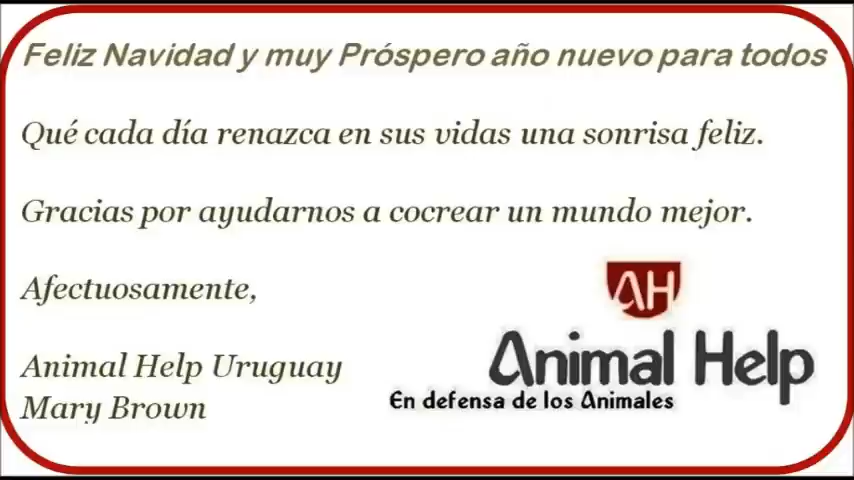 Feliz Navidad y muy Próspero año nuevo para todos
Qué cada día renazca en sus vidas una sonrisa feliz.
Gracias por ayudarnos a cocrear un mundo mejor.
Afectuosamente,
Animal Help Uruguay
Mary Brown
AH
Animal Help
En defensa de los Animales